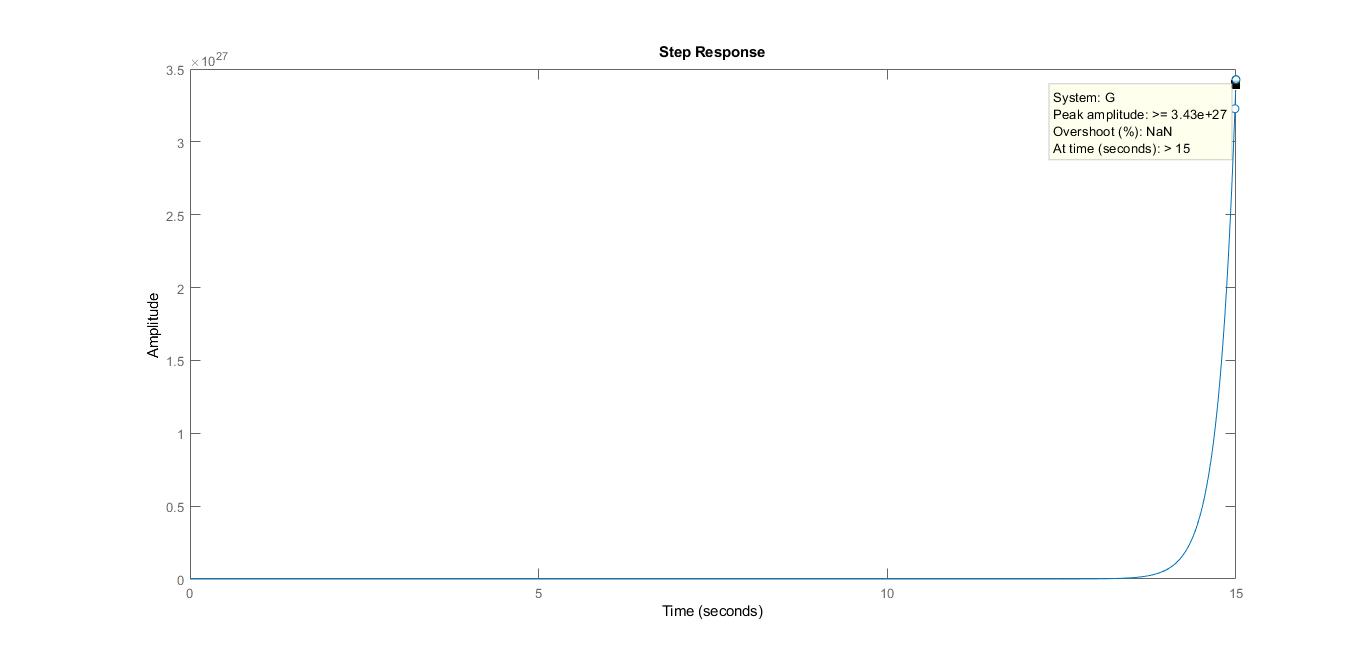 Step Response
×10^27
3.5
3
2.5
2
1.5
1
0.5
0
Amplitude
System: G
Peak amplitude: >= 3.43e+27
Overshoot (%): NaN
At time (seconds): > 15
0 5 10 15
Time (seconds)